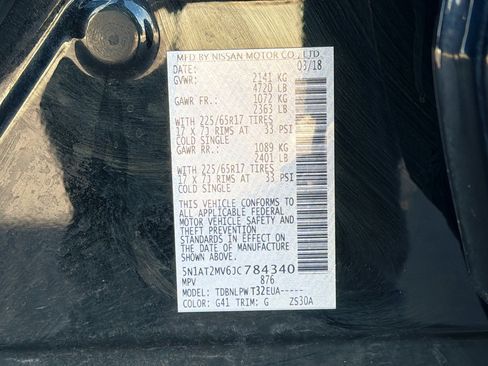 MFD BY NISSAN MOTOR CO., LTD.
DATE: 03/18
GVWR: 2141 KG
4720 LB
GAWR FR.: 1072 KG
2363 LB
WITH 225/65R17 TIRES
17 X 7J RIMS AT 33 PSI
COLD SINGLE
GAWR RR.: 1089 KG
2401 LB
WITH 225/65R17 TIRES
17 X 7J RIMS AT 33 PSI
COLD SINGLE
THIS VEHICLE CONFORMS TO
ALL APPLICABLE FEDERAL
MOTOR VEHICLE SAFETY AND
THEFT PREVENTION
STANDARDS IN EFFECT ON THE
DATE OF MANUFACTURE
SHOWN ABOVE.
5N1AT2MV6JC784340
MPV 876
MODEL: TDBNLPWT32EUA-----
COLOR: G41 TRIM: G ZS30A